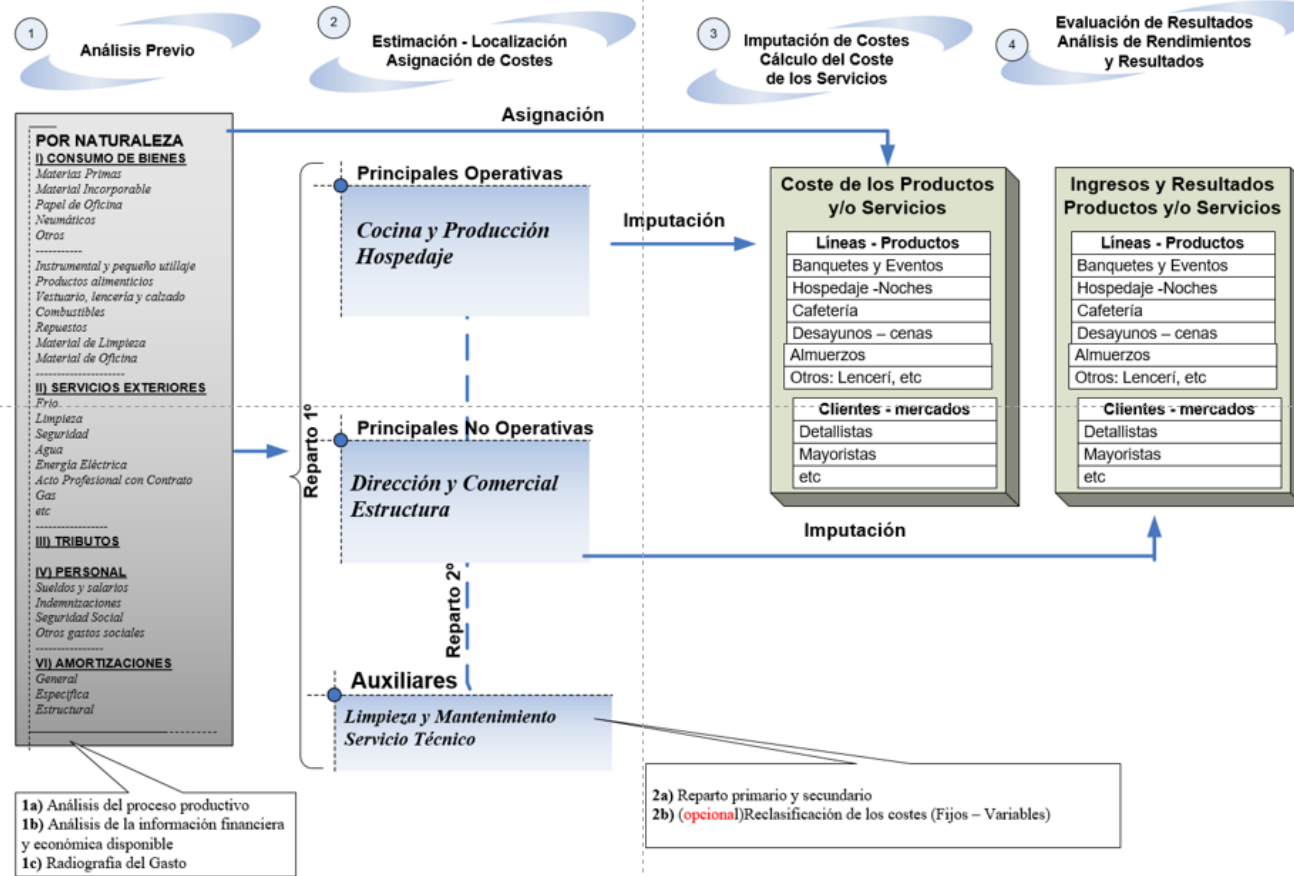 1
Análisis Previo
2
Estimación - Localización
Asignación de Costes
3
Imputación de Costes
Cálculo del Coste
de los Servicios
4
Evaluación de Resultados
Análisis de Rendimientos
y Resultados
POR NATURALEZA
I) CONSUMO DE BIENES
Materias Primas
Material Incorporable
Papel de Oficina
Neumáticos
Otros
-----------
Instrumental y pequeño utillaje
Productos alimenticios
Vestuario, lencería y calzado
Combustibles
Repuestos
Material de Limpieza
Material de Oficina
---------------------
II) SERVICIOS EXTERIORES
Frio
Limpieza
Seguridad
Agua
Energía Eléctrica
Acto Profesional con Contrato
Gas
etc
-----------------
III) TRIBUTOS
IV) PERSONAL
Sueldos y salarios
Indemnizaciones
Seguridad Social
Otros gastos sociales
----------------
VI) AMORTIZACIONES
General
Especifica
Estructural
1a) Análisis del proceso productivo
1b) Análisis de la información financiera
y económica disponible
1c) Radiografía del Gasto
Asignación
Reparto 1º
Principales Operativas
Cocina y Producción
Hospedaje
Imputación
Principales No Operativas
Dirección y Comercial
Estructura
Imputación
Reparto 2º
Auxiliares
Limpieza y Mantenimiento
Servicio Técnico
2a) Reparto primario y secundario
2b) (opcional)Reclasificación de los costes (Fijos – Variables)
Coste de los Productos
y/o Servicios
Líneas - Productos
Banquetes y Eventos
Hospedaje -Noches
Cafetería
Desayunos – cenas
Almuerzos
Otros: Lencerí, etc
Clientes - mercados
Detallistas
Mayoristas
etc
Ingresos y Resultados
Productos y/o Servicios
Líneas - Productos
Banquetes y Eventos
Hospedaje -Noches
Cafetería
Desayunos – cenas
Almuerzos
Otros: Lencerí, etc
Clientes - mercados
Detallistas
Mayoristas
etc